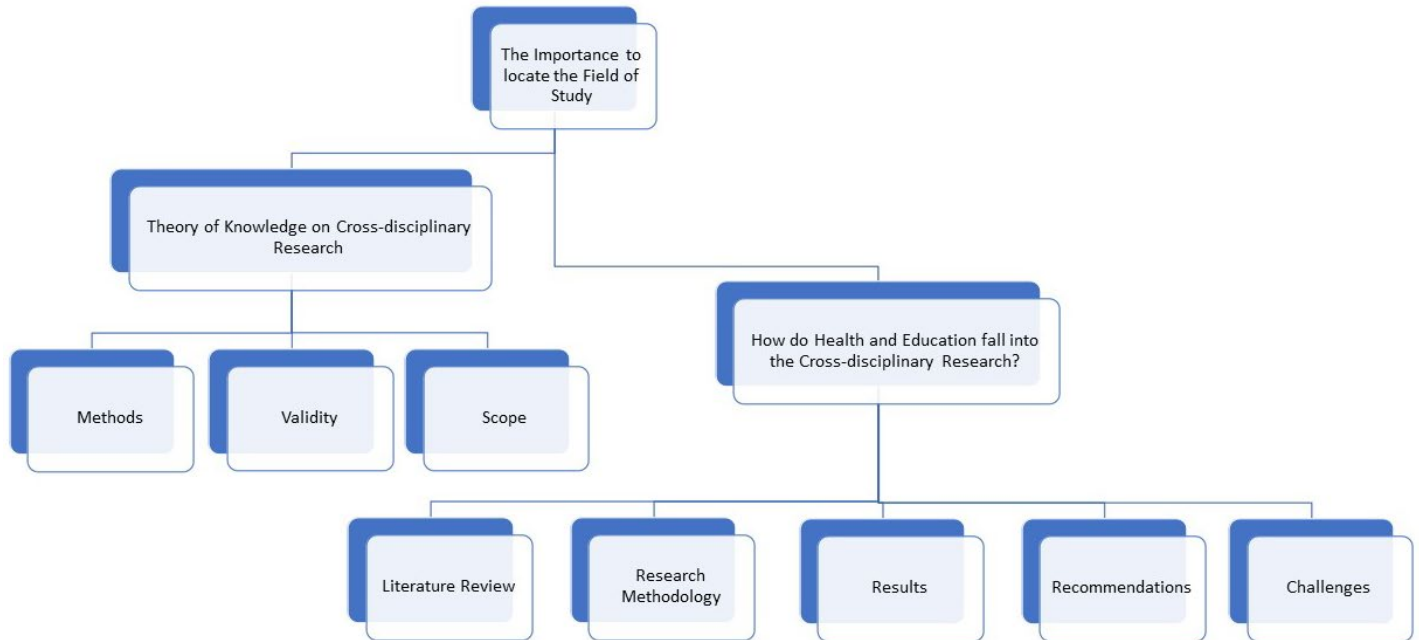 The Importance to
locate the Field of
Study
Theory of Knowledge on Cross-disciplinary
Research
How do Health and Education fall into
the Cross-disciplinary Research?
Methods
Validity
Scope
Literature Review
Research
Methodology
Results
Recommendations
Challenges